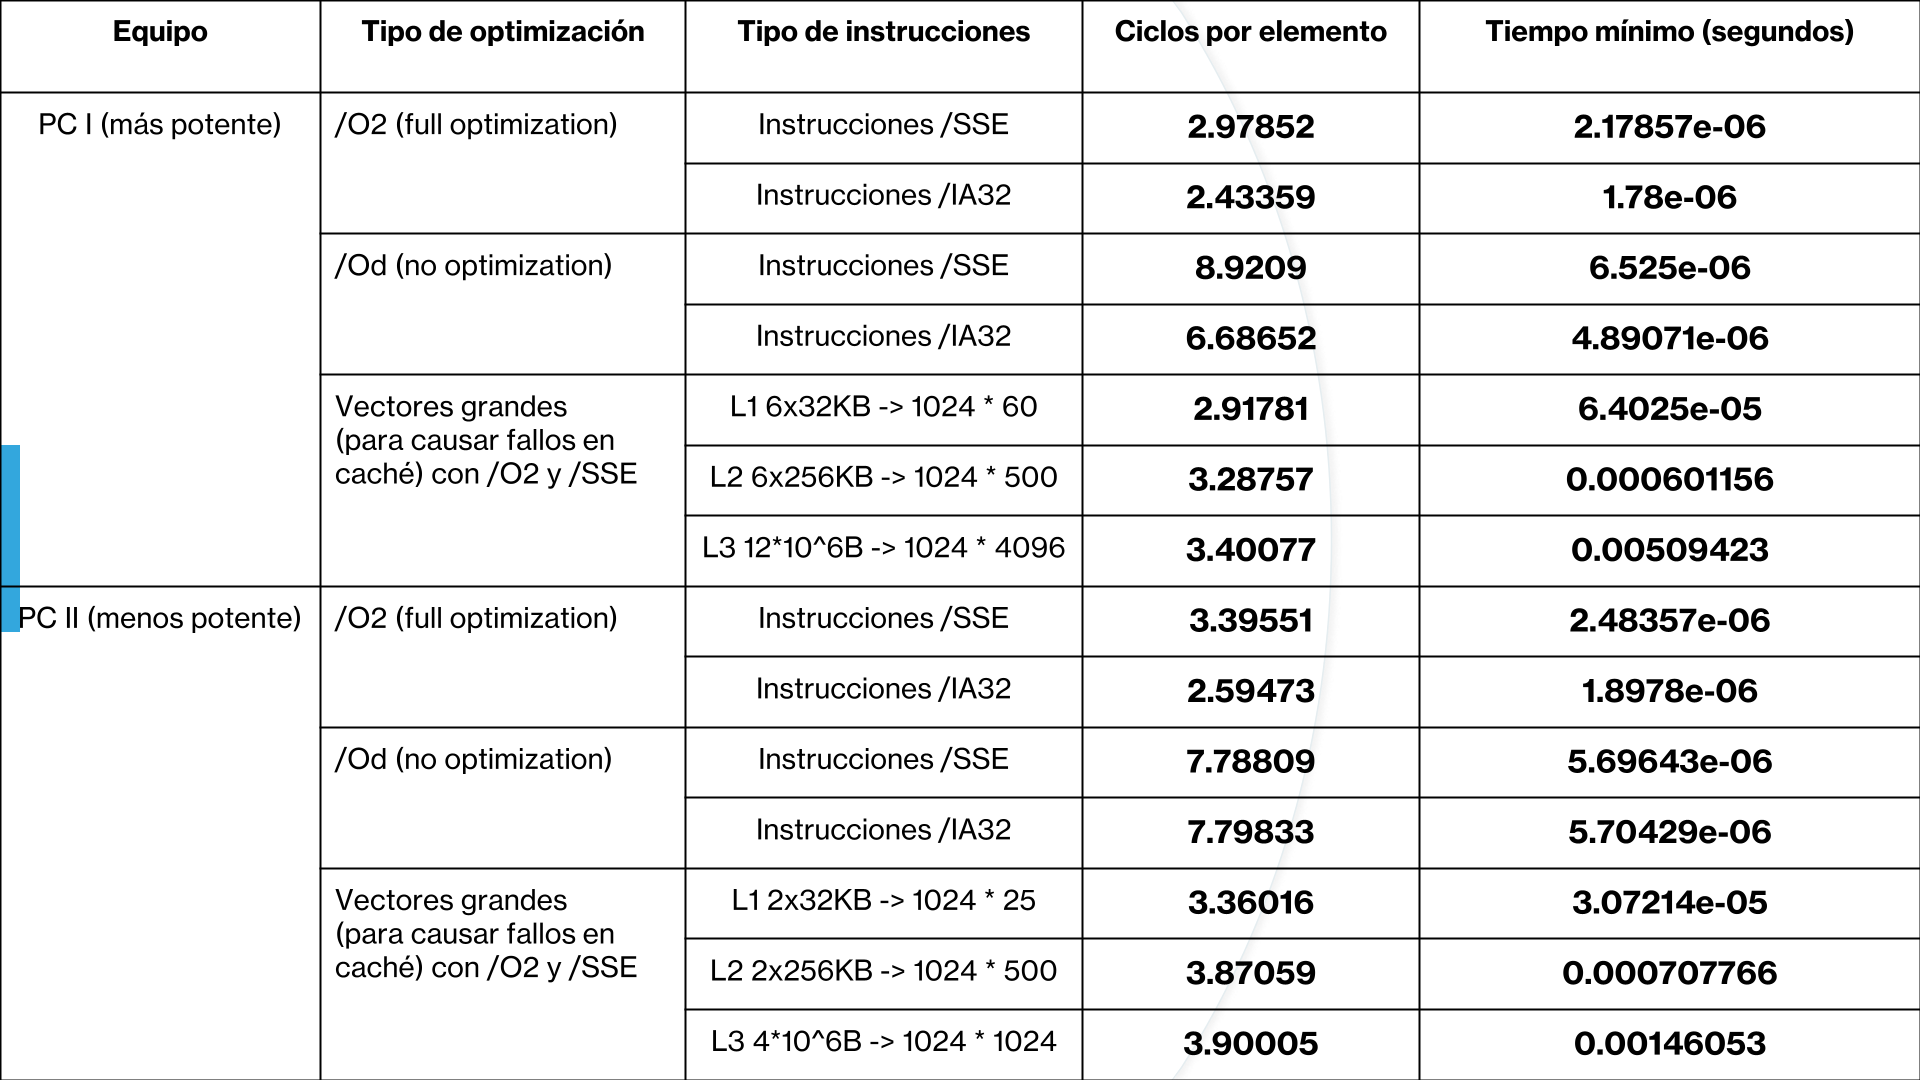 Equipo Tipo de optimización Tipo de instrucciones Ciclos por elemento Tiempo mínimo (segundos)
PC I (más potente) /O2 (full optimization) Instrucciones /SSE 2.97852 2.17857e-06
Instrucciones /IA32 2.43359 1.78e-06
/Od (no optimization) Instrucciones /SSE 8.9209 6.525e-06
Instrucciones /IA32 6.68652 4.89071e-06
Vectores grandes
(para causar fallos en
caché) con /O2 y /SSE
L1 6x32KB -> 1024 * 60 2.91781 6.4025e-05
L2 6x256KB -> 1024 * 500 3.28757 0.000601156
L3 12*10^6B -> 1024 * 4096 3.40077 0.00509423
PC II (menos potente) /O2 (full optimization) Instrucciones /SSE 3.39551 2.48357e-06
Instrucciones /IA32 2.59473 1.8978e-06
/Od (no optimization) Instrucciones /SSE 7.78809 5.69643e-06
Instrucciones /IA32 7.79833 5.70429e-06
Vectores grandes
(para causar fallos en
caché) con /O2 y /SSE
L1 2x32KB -> 1024 * 25 3.36016 3.07214e-05
L2 2x256KB -> 1024 * 500 3.87059 0.000707766
L3 4*10^6B -> 1024 * 1024 3.90005 0.00146053